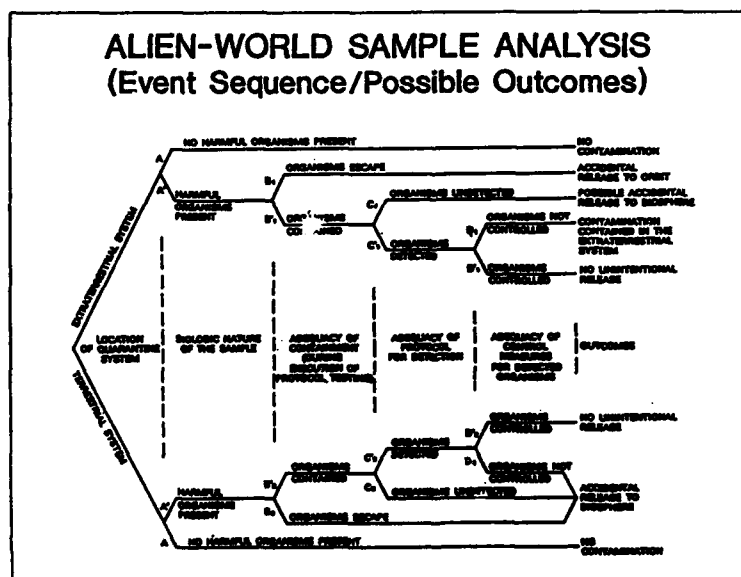 ALIEN-WORLD SAMPLE ANALYSIS
(Event Sequence/Possible Outcomes)
NO HARMFUL ORGANISMS PRESENT
NO
CONTAMINATION
A
ORGANISMS ESCAPE
ACCIDENTAL
RELEASE TO ORBIT
HARMFUL
ORGANISMS
PRESENT
ORGANISMS UNDETECTED
POSSIBLE ACCIDENTAL
RELEASE TO BIOSPHERE
ORGANISMS
CONTAINED
ORGANISMS
DETECTED
ORGANISMS NOT
CONTROLLED
CONTAMINATION
CONTAINED IN THE
EXTRATERRESTRIAL
SYSTEM
ORGANISMS
CONTROLLED
NO UNINTENTIONAL
RELEASE
EXTRATERRESTRIAL SYSTEM
LOCATION
OF QUARANTINE
SYSTEM
BIOLOGIC NATURE
OF THE SAMPLE
ADEQUACY OF
CONTAINMENT
(DURING
EXECUTION OF
PROTOCOL TESTING)
ADEQUACY OF
PROTOCOL
FOR DETECTION
ADEQUACY OF
CONTROL
MEASURES
FOR DETECTED
ORGANISMS
OUTCOMES
TERRESTRIAL SYSTEM
ORGANISMS
CONTROLLED
NO UNINTENTIONAL
RELEASE
ORGANISMS
DETECTED
ORGANISMS
CONTAINED
ORGANISMS NOT
CONTROLLED
HARMFUL
ORGANISMS
PRESENT
ORGANISMS UNDETECTED
ACCIDENTAL
RELEASE TO
BIOSPHERE
ORGANISMS ESCAPE
A
NO HARMFUL ORGANISMS PRESENT
NO
CONTAMINATION